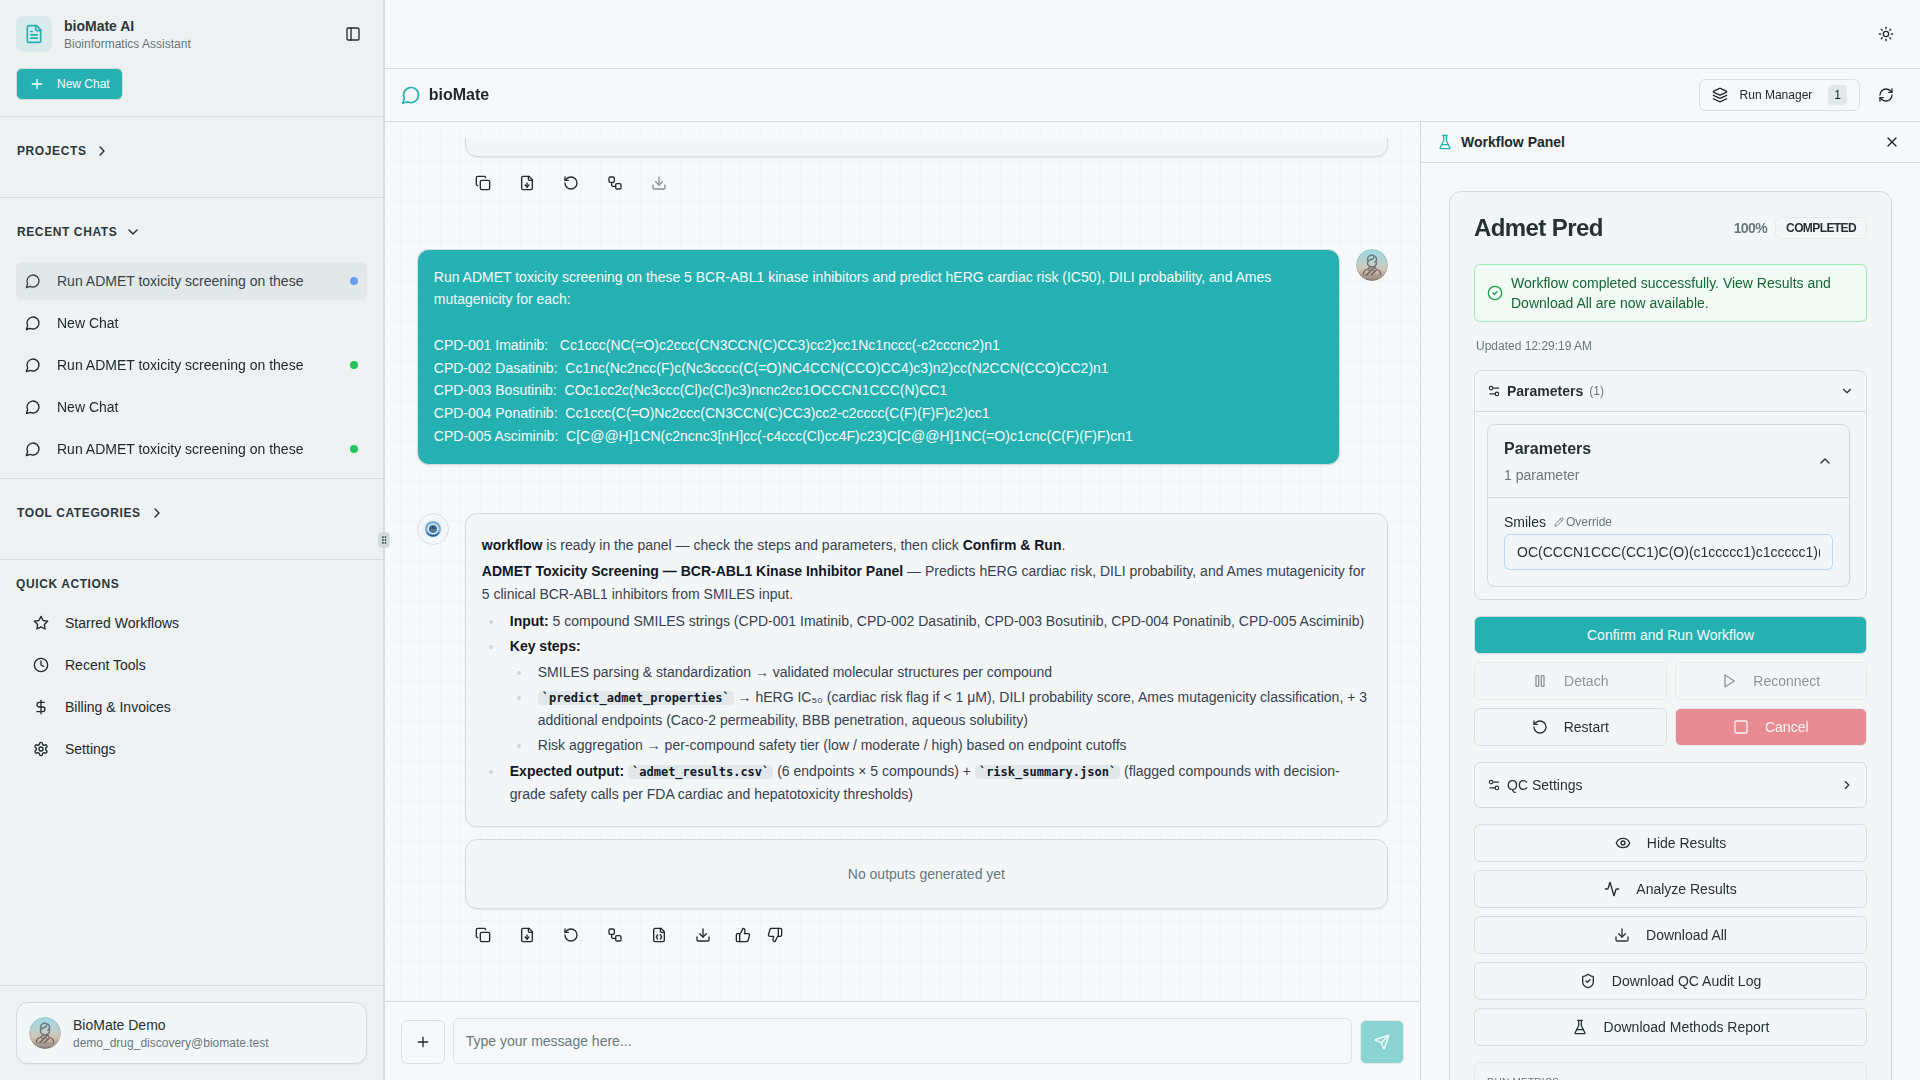 bioMate AI
Bioinformatics Assistant
New Chat
PROJECTS
RECENT CHATS
Run ADMET toxicity screening on these
New Chat
Run ADMET toxicity screening on these
New Chat
Run ADMET toxicity screening on these
TOOL CATEGORIES
QUICK ACTIONS
Starred Workflows
Recent Tools
Billing & Invoices
Settings
BioMate Demo
demo_drug_discovery@biomate.test
bioMate
Run Manager 1
Run ADMET toxicity screening on these 5 BCR-ABL1 kinase inhibitors and predict hERG cardiac risk (IC50), DILI probability, and Ames
mutagenicity for each:
CPD-001 Imatinib:   Cc1ccc(NC(=O)c2ccc(CN3CCN(C)CC3)cc2)cc1Nc1nccc(-c2cccnc2)n1
CPD-002 Dasatinib:  Cc1nc(Nc2ncc(F)c(Nc3cccc(C(=O)NC4CCN(CCO)CC4)c3)n2)cc(N2CCN(CCO)CC2)n1
CPD-003 Bosutinib:  COc1cc2c(Nc3ccc(Cl)c(Cl)c3)ncnc2cc1OCCCN1CCC(N)CC1
CPD-004 Ponatinib:  Cc1ccc(C(=O)Nc2ccc(CN3CCN(C)CC3)cc2-c2cccc(C(F)(F)F)c2)cc1
CPD-005 Asciminib:  C[C@@H]1CN(c2ncnc3[nH]cc(-c4ccc(Cl)cc4F)c23)C[C@@H]1NC(=O)c1cnc(C(F)(F)F)cn1
workflow is ready in the panel — check the steps and parameters, then click Confirm & Run.
ADMET Toxicity Screening — BCR-ABL1 Kinase Inhibitor Panel — Predicts hERG cardiac risk, DILI probability, and Ames mutagenicity for
5 clinical BCR-ABL1 inhibitors from SMILES input.
Input: 5 compound SMILES strings (CPD-001 Imatinib, CPD-002 Dasatinib, CPD-003 Bosutinib, CPD-004 Ponatinib, CPD-005 Asciminib)
Key steps:
SMILES parsing & standardization → validated molecular structures per compound
`predict_admet_properties` → hERG IC₅₀ (cardiac risk flag if < 1 μM), DILI probability score, Ames mutagenicity classification, + 3
additional endpoints (Caco-2 permeability, BBB penetration, aqueous solubility)
Risk aggregation → per-compound safety tier (low / moderate / high) based on endpoint cutoffs
Expected output: `admet_results.csv` (6 endpoints × 5 compounds) + `risk_summary.json` (flagged compounds with decision-
grade safety calls per FDA cardiac and hepatotoxicity thresholds)
No outputs generated yet
Type your message here...
Workflow Panel
Admet Pred
100% COMPLETED
Workflow completed successfully. View Results and
Download All are now available.
Updated 12:29:19 AM
Parameters (1)
Parameters
1 parameter
Smiles Override
OC(CCCN1CCC(CC1)C(O)(c1ccccc1)c1ccccc1)(
Confirm and Run Workflow
Detach
Reconnect
Restart
Cancel
QC Settings
Hide Results
Analyze Results
Download All
Download QC Audit Log
Download Methods Report
RUN METRICS